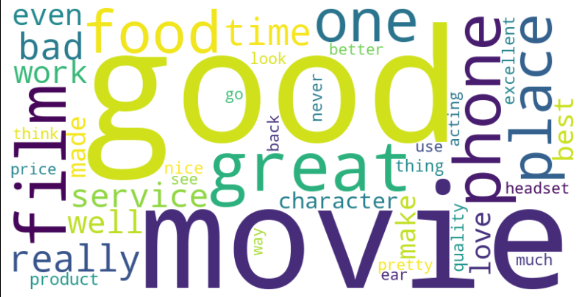 even
bad
food
time
one
look
better
work
good
go
never
phone
excellent
place
film
think
made
price
nice
see
back
great
use
acting
thing
best
headset
service
well
character
make
quality
love
really
product
movie
way
pretty
ear
much